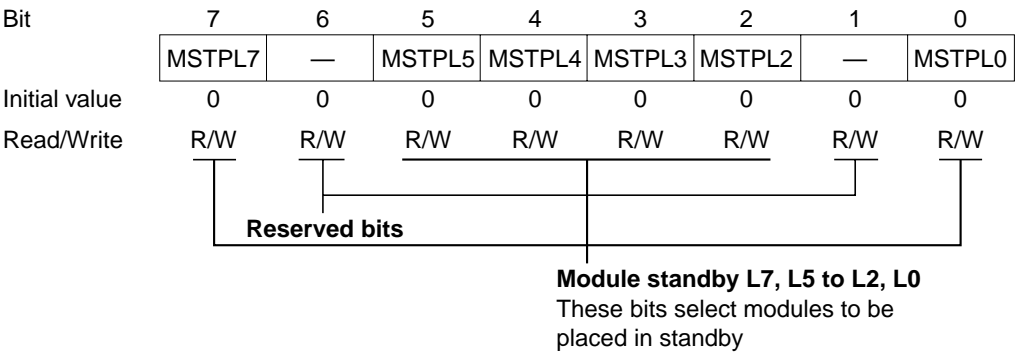 Bit 7 6 5 4 3 2 1 0
MSTPL7 — MSTPL5 MSTPL4 MSTPL3 MSTPL2 — MSTPL0
Initial value 0 0 0 0 0 0 0 0
Read/Write R/W R/W R/W R/W R/W R/W R/W R/W
Reserved bits
Module standby L7, L5 to L2, L0
These bits select modules to be
placed in standby